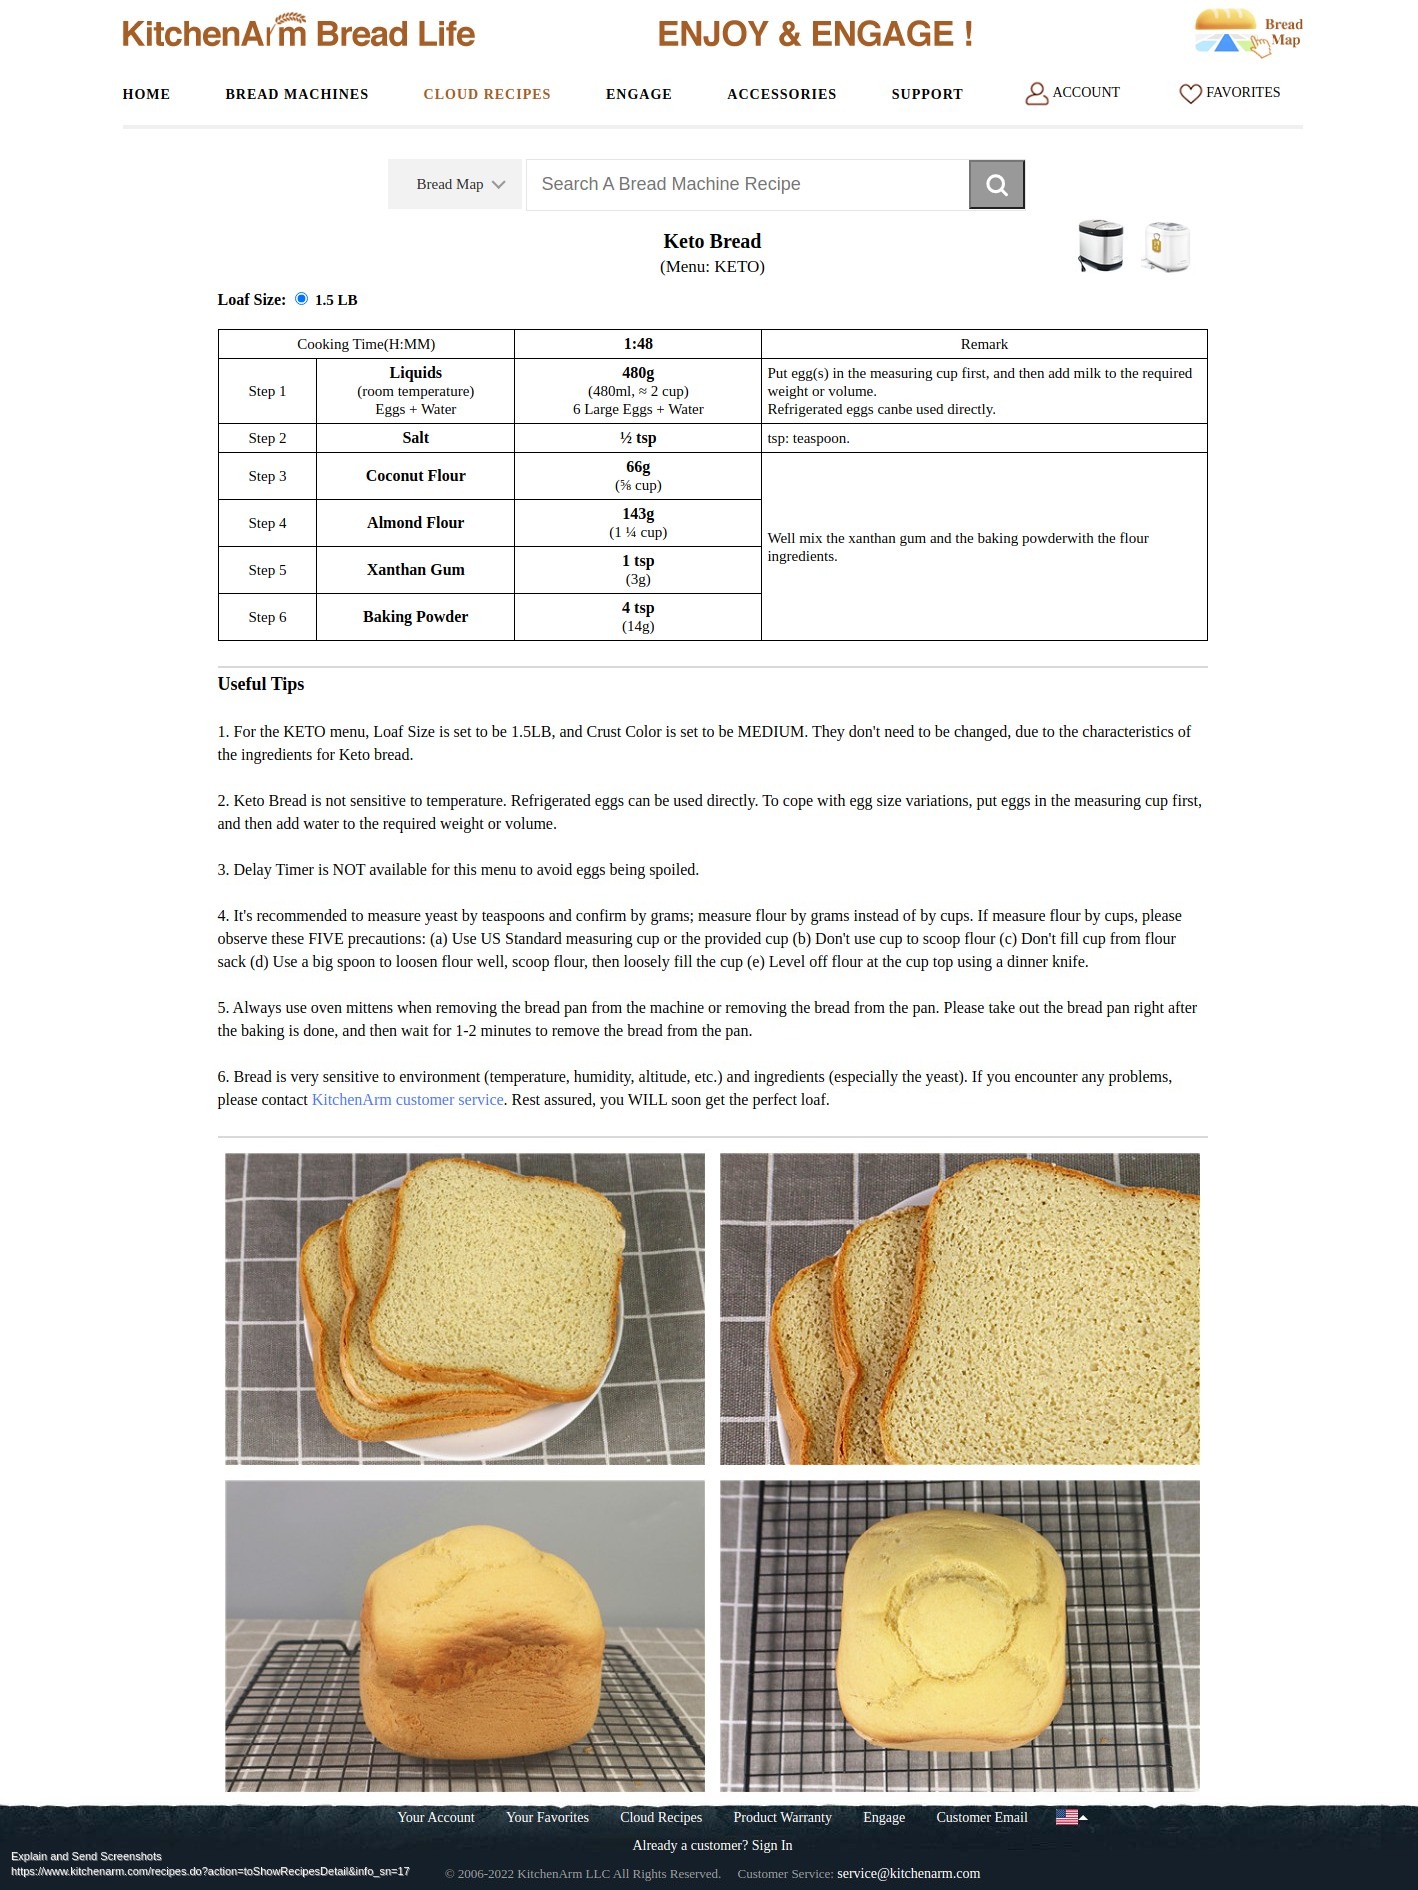 KitchenArm Bread Life
ENJOY & ENGAGE !
Bread
Map
HOME
BREAD MACHINES
CLOUD RECIPES
ENGAGE
ACCESSORIES
SUPPORT
ACCOUNT
FAVORITES
Bread Map
Search A Bread Machine Recipe
Keto Bread
(Menu: KETO)
Loaf Size: 1.5 LB
Cooking Time(H:MM)
1:48
Remark
Step 1
Liquids
(room temperature)
Eggs + Water
480g
(480ml, ≈ 2 cup)
6 Large Eggs + Water
Put egg(s) in the measuring cup first, and then add milk to the required
weight or volume.
Refrigerated eggs canbe used directly.
Step 2
Salt
½ tsp
tsp: teaspoon.
Step 3
Coconut Flour
66g
(⅝ cup)
Step 4
Almond Flour
143g
(1 ¼ cup)
Step 5
Xanthan Gum
1 tsp
(3g)
Step 6
Baking Powder
4 tsp
(14g)
Well mix the xanthan gum and the baking powderwith the flour
ingredients.
Useful Tips
1. For the KETO menu, Loaf Size is set to be 1.5LB, and Crust Color is set to be MEDIUM. They don't need to be changed, due to the characteristics of
the ingredients for Keto bread.
2. Keto Bread is not sensitive to temperature. Refrigerated eggs can be used directly. To cope with egg size variations, put eggs in the measuring cup first,
and then add water to the required weight or volume.
3. Delay Timer is NOT available for this menu to avoid eggs being spoiled.
4. It's recommended to measure yeast by teaspoons and confirm by grams; measure flour by grams instead of by cups. If measure flour by cups, please
observe these FIVE precautions: (a) Use US Standard measuring cup or the provided cup (b) Don't use cup to scoop flour (c) Don't fill cup from flour
sack (d) Use a big spoon to loosen flour well, scoop flour, then loosely fill the cup (e) Level off flour at the cup top using a dinner knife.
5. Always use oven mittens when removing the bread pan from the machine or removing the bread from the pan. Please take out the bread pan right after
the baking is done, and then wait for 1-2 minutes to remove the bread from the pan.
6. Bread is very sensitive to environment (temperature, humidity, altitude, etc.) and ingredients (especially the yeast). If you encounter any problems,
please contact KitchenArm customer service. Rest assured, you WILL soon get the perfect loaf.
Your Account
Your Favorites
Cloud Recipes
Product Warranty
Engage
Customer Email
Already a customer? Sign In
Explain and Send Screenshots
https://www.kitchenarm.com/recipes.do?action=toShowRecipesDetail&info_sn=17
© 2006-2022 KitchenArm LLC All Rights Reserved. Customer Service: service@kitchenarm.com